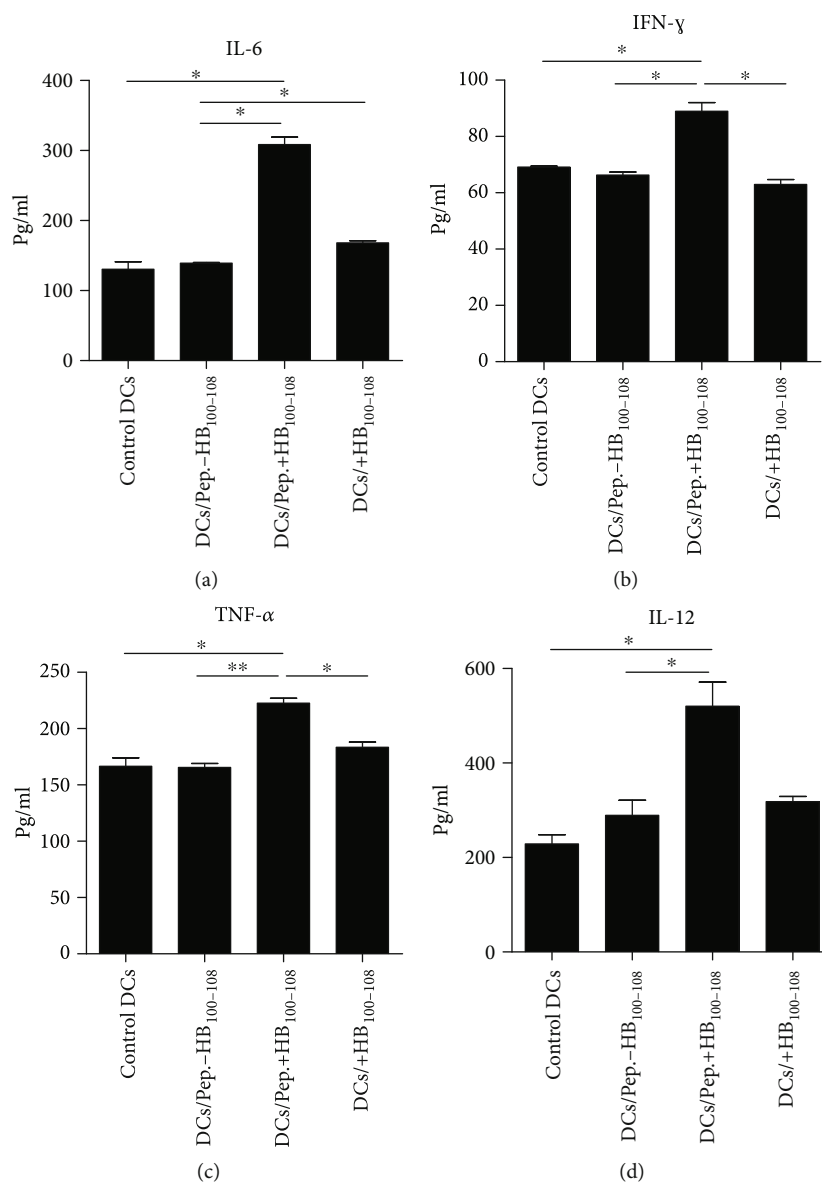 IL-6
*
*
*
400
300
200
100
0
Pg/ml
Control DCs
DCs/Pep.–HB100–108
DCs/Pep.+HB100–108
DCs/+HB100–108
(a)
IFN-ɣ
*
*
*
100
80
60
40
20
0
Pg/ml
Control DCs
DCs/Pep.–HB100–108
DCs/Pep.+HB100–108
DCs/+HB100–108
(b)
TNF-α
*
**
*
250
200
150
100
50
0
Pg/ml
Control DCs
DCs/Pep.–HB100–108
DCs/Pep.+HB100–108
DCs/+HB100–108
(c)
IL-12
*
*
600
400
200
0
Pg/ml
Control DCs
DCs/Pep.–HB100–108
DCs/Pep.+HB100–108
DCs/+HB100–108
(d)